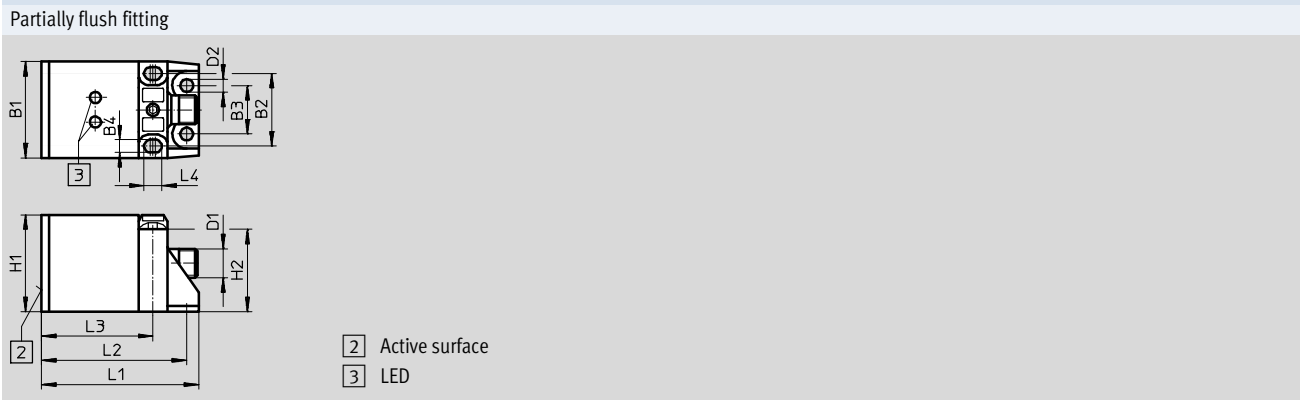 Partially flush fitting
D2
B1
B4
B3
B2
3
L4
D1
H1
H2
L3
2
L2
L1
2 Active surface
3 LED